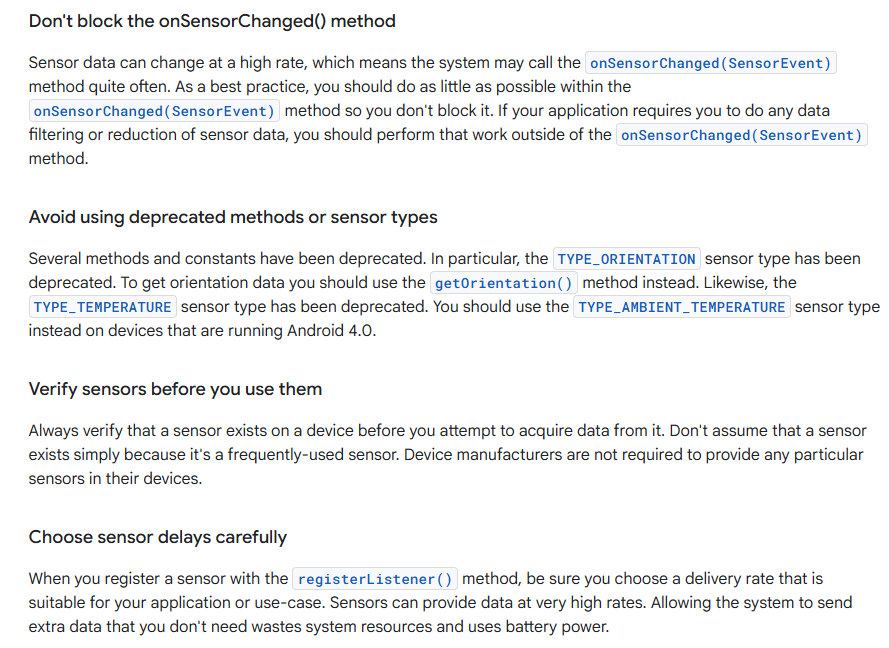 Don't block the onSensorChanged() method
Sensor data can change at a high rate, which means the system may call the onSensorChanged(SensorEvent)
method quite often. As a best practice, you should do as little as possible within the
onSensorChanged(SensorEvent) method so you don't block it. If your application requires you to do any data
filtering or reduction of sensor data, you should perform that work outside of the onSensorChanged(SensorEvent)
method.
Avoid using deprecated methods or sensor types
Several methods and constants have been deprecated. In particular, the TYPE_ORIENTATION sensor type has been
deprecated. To get orientation data you should use the getOrientation() method instead. Likewise, the
TYPE_TEMPERATURE sensor type has been deprecated. You should use the TYPE_AMBIENT_TEMPERATURE sensor type
instead on devices that are running Android 4.0.
Verify sensors before you use them
Always verify that a sensor exists on a device before you attempt to acquire data from it. Don't assume that a sensor
exists simply because it's a frequently-used sensor. Device manufacturers are not required to provide any particular
sensors in their devices.
Choose sensor delays carefully
When you register a sensor with the registerListener() method, be sure you choose a delivery rate that is
suitable for your application or use-case. Sensors can provide data at very high rates. Allowing the system to send
extra data that you don't need wastes system resources and uses battery power.